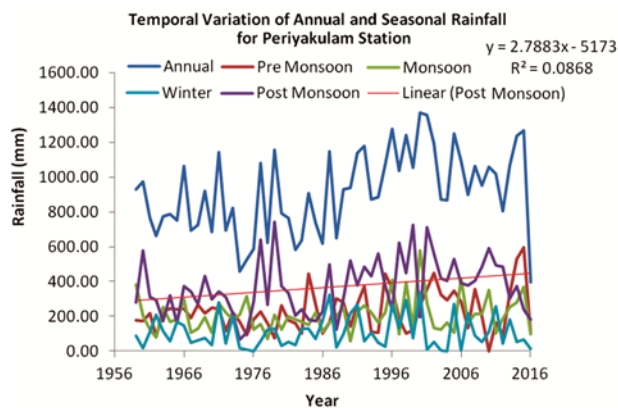 Temporal Variation of Annual and Seasonal Rainfall
for Periyakulam Station
y = 2.7883x - 5173
R² = 0.0868
Annual Pre Monsoon Monsoon
Winter Post Monsoon Linear (Post Monsoon)
1600.00
1400.00
1200.00
1000.00
800.00
600.00
400.00
200.00
0.00
Rainfall (mm)
1956 1966 1976 1986 1996 2006 2016
Year